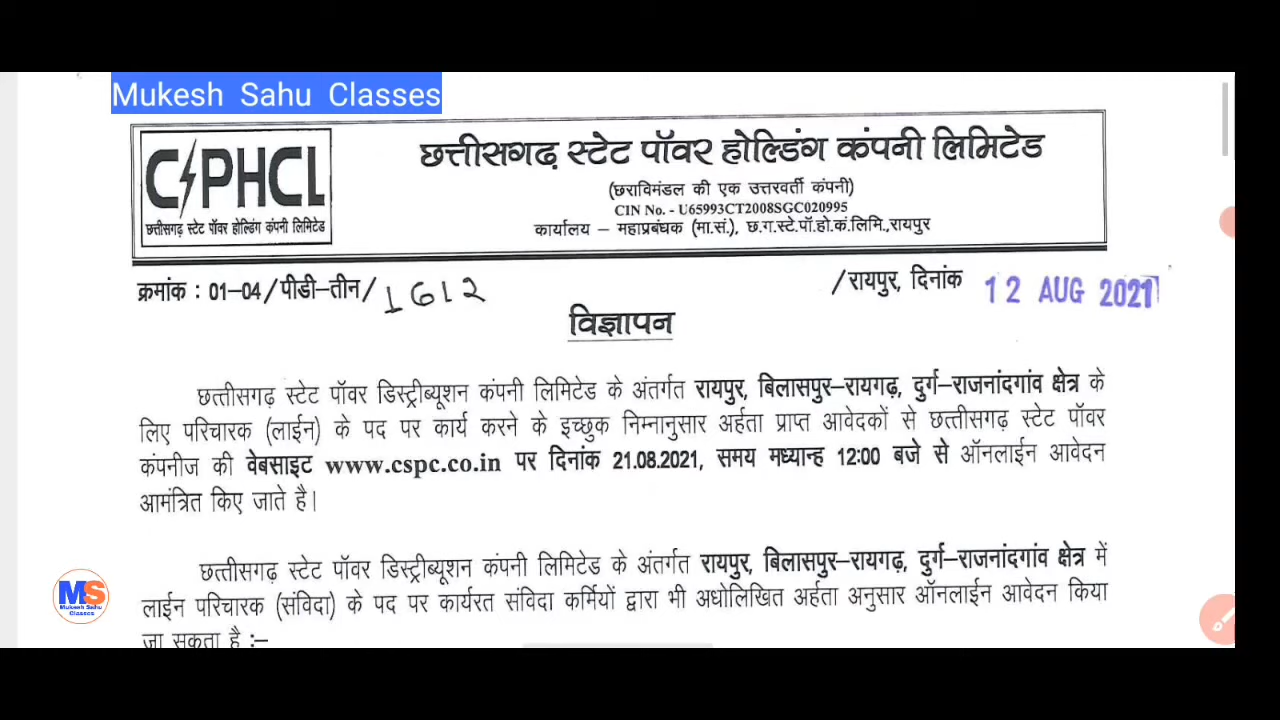 Mukesh Sahu Classes
CSPHCL
छत्तीसगढ़ स्टेट पॉवर होल्डिंग कंपनी लिमिटेड
छत्तीसगढ़ स्टेट पॉवर होल्डिंग कंपनी लिमिटेड
(छराविमंडल की एक उत्तरवर्ती कंपनी)
CIN No. - U65993CT2008SGC020995
कार्यालय – महाप्रबंधक (मा.सं.), छ.ग.स्टे.पॉ.हो.कं.लिमि.,रायपुर
क्रमांक : 01-04/पीडी-तीन/1612 /रायपुर, दिनांक 12 AUG 2021
विज्ञापन
छत्तीसगढ़ स्टेट पॉवर डिस्ट्रीब्यूशन कंपनी लिमिटेड के अंतर्गत रायपुर, बिलासपुर-रायगढ़, दुर्ग-राजनांदगांव क्षेत्र के
लिए परिचारक (लाईन) के पद पर कार्य करने के इच्छुक निम्नानुसार अर्हता प्राप्त आवेदकों से छत्तीसगढ़ स्टेट पॉवर
कंपनीज की वेबसाइट www.cspc.co.in पर दिनांक 21.08.2021, समय मध्यान्ह 12:00 बजे से ऑनलाईन आवेदन
आमंत्रित किए जाते है।
छत्तीसगढ़ स्टेट पॉवर डिस्ट्रीब्यूशन कंपनी लिमिटेड के अंतर्गत रायपुर, बिलासपुर-रायगढ़, दुर्ग-राजनांदगांव क्षेत्र में
लाईन परिचारक (संविदा) के पद पर कार्यरत संविदा कर्मियों द्वारा भी अधोलिखित अर्हता अनुसार ऑनलाईन आवेदन किया
जा सकता है :–
MS
Mukesh Sahu
Classes